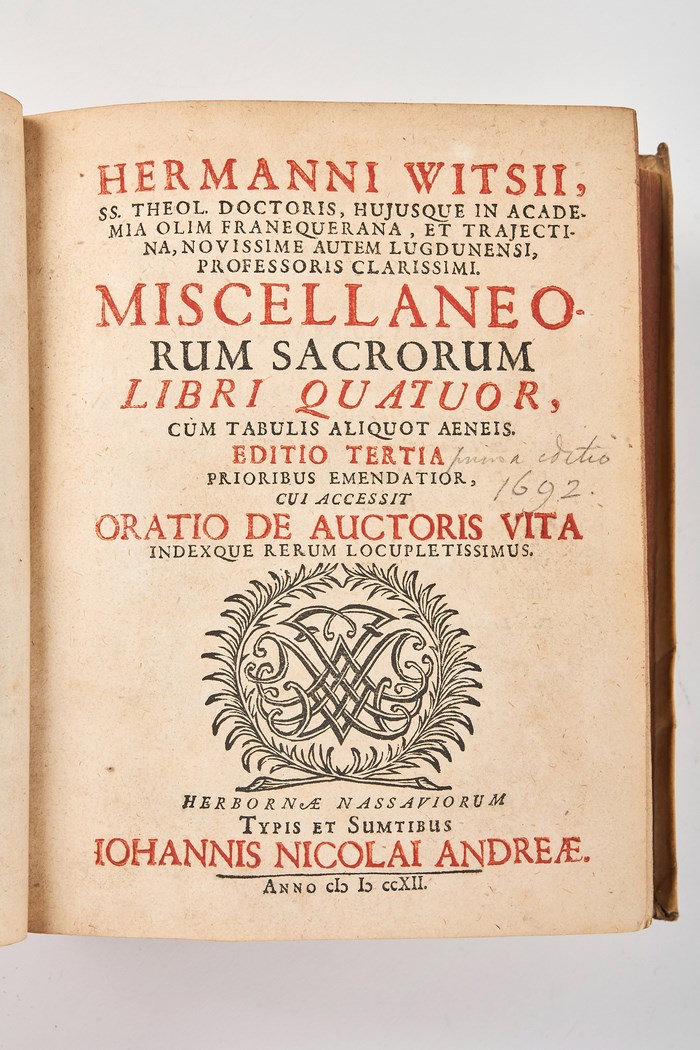 HERMANNI WITSII,
SS. THEOL. DOCTORIS, HUJUSQUE IN ACADE-
MIA OLIM FRANEQUERANA, ET TRAJECTI-
NA, NOVISSIME AUTEM LUGDUNENSI,
PROFESSORIS CLARISSIMI.
MISCELLANEO-
RUM SACRORUM
LIBRI QUATUOR,
CUM TABULIS ALIQUOT AENEIS.
EDITIO TERTIA prima editio
PRIORIBUS EMENDATIOR, 1692.
CUI ACCESSIT
ORATIO DE AUCTORIS VITA
INDEXQUE RERUM LOCUPLETISSIMUS.
HERBORNÆ NASSAVIORUM
TYPIS ET SUMTIBUS
IOHANNIS NICOLAI ANDREÆ.
ANNO cIↄ Iↄ ccXII.